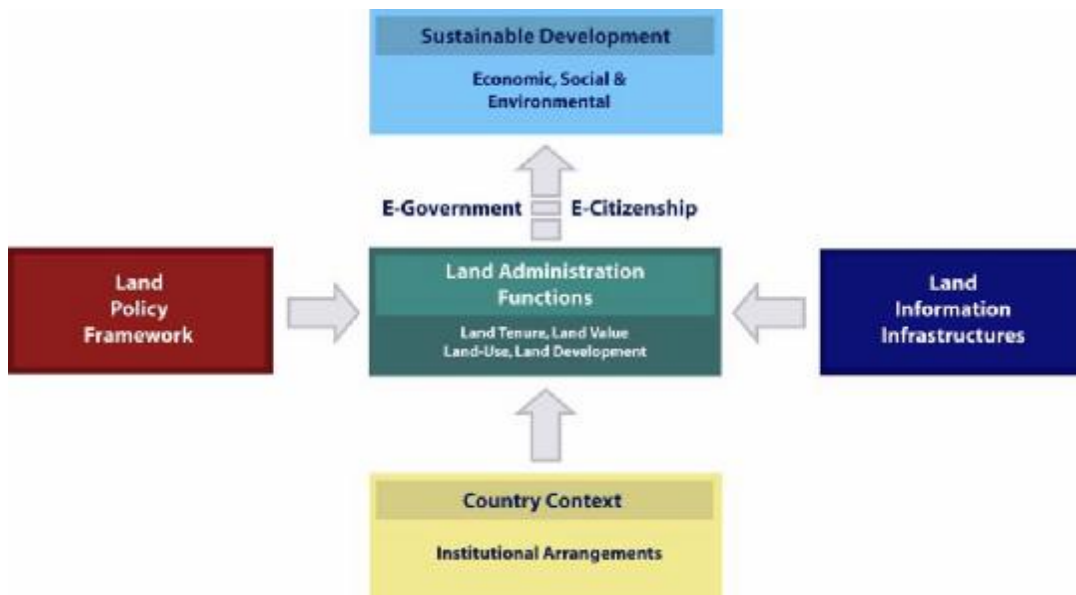 Sustainable Development
Economic, Social &
Environmental
E-Government
E-Citizenship
Land
Policy
Framework
Land Administration
Functions
Land Tenure, Land Value
Land-Use, Land Development
Land
Information
Infrastructures
Country Context
Institutional Arrangements